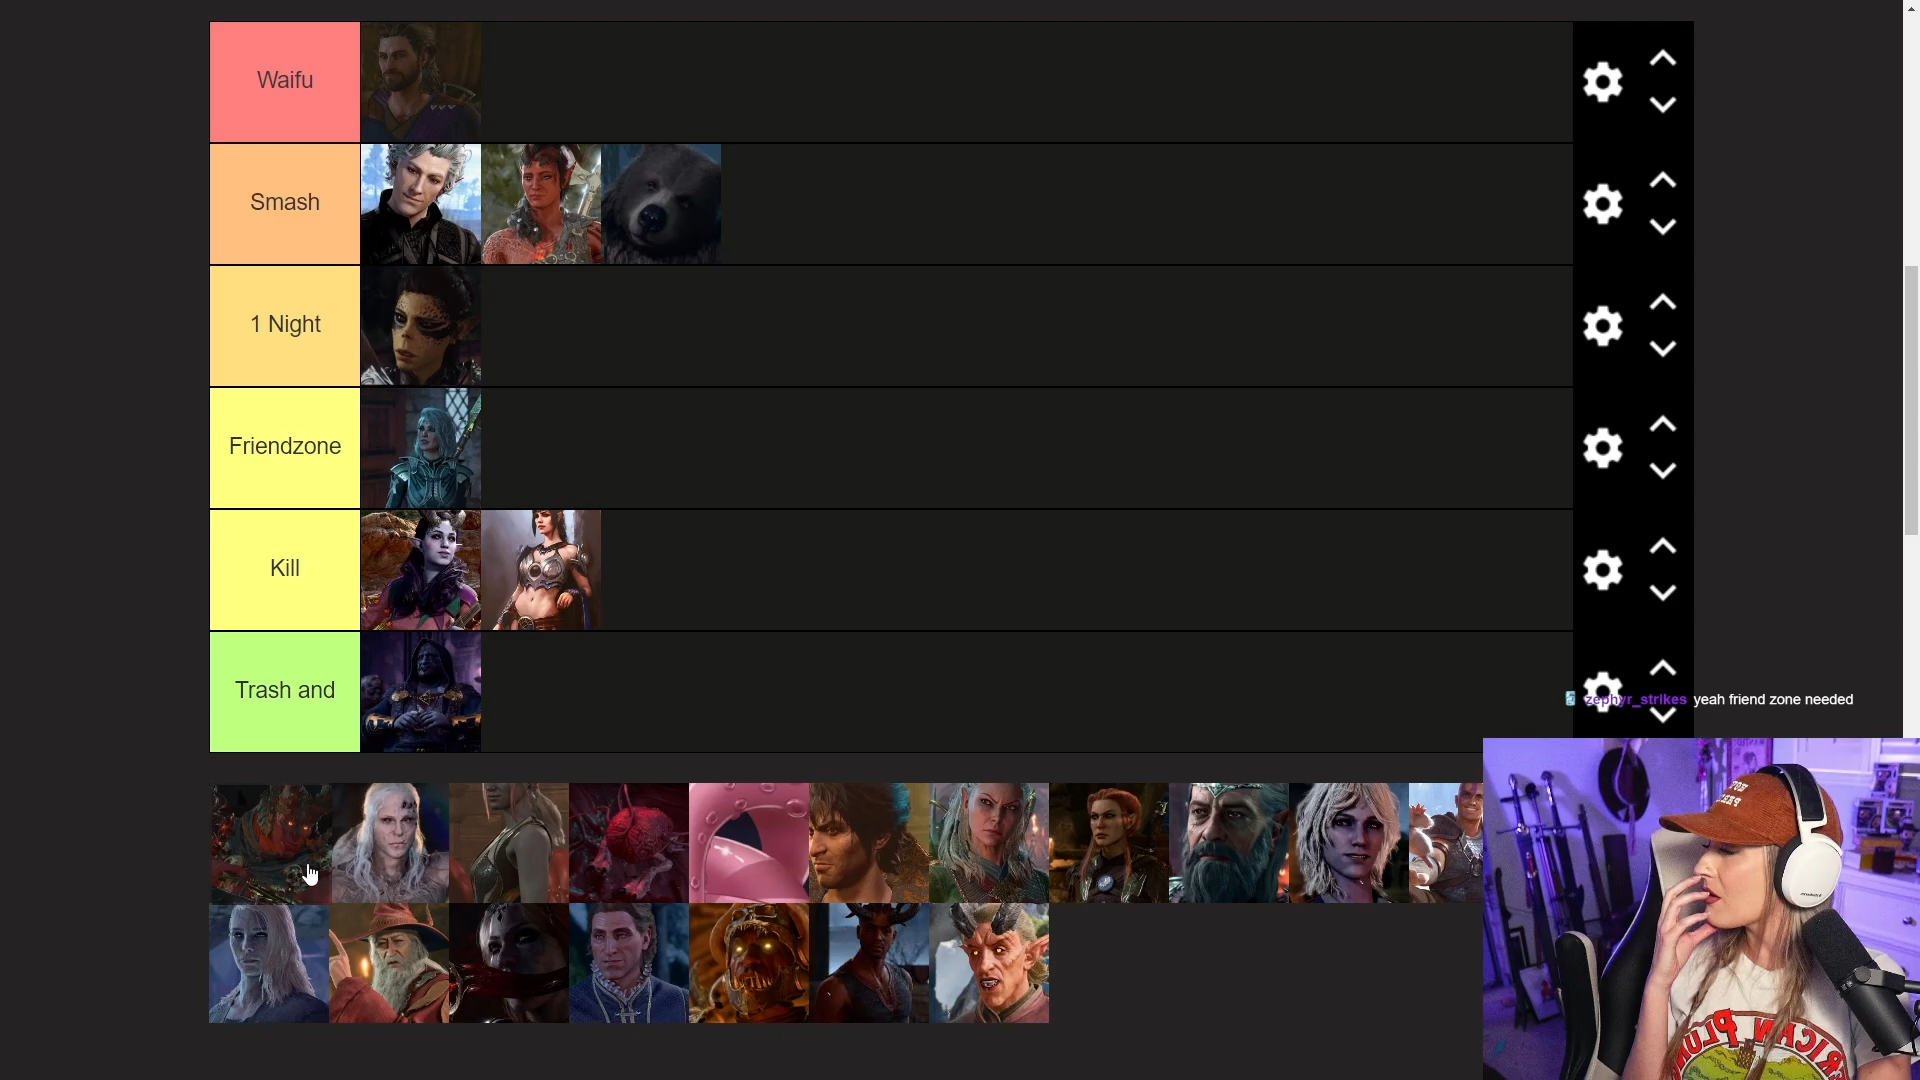 Waifu
Smash
1 Night
Friendzone
Kill
Trash and
zephyr_strikes yeah friend zone needed